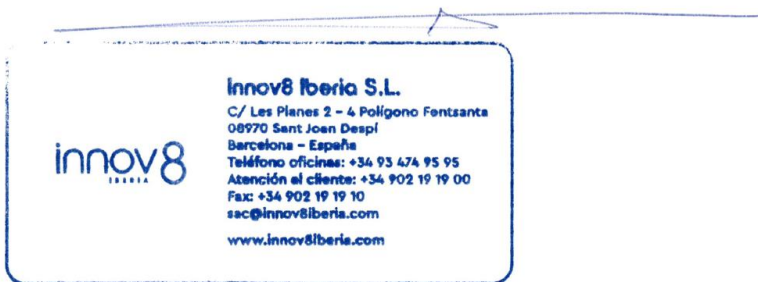 innov8
IBERIA
innov8 Iberia S.L.
C/ Les Planes 2 - 4 Polígono Fontsanta
08970 Sant Joan Despí
Barcelona - España
Teléfono oficinas: +34 93 474 95 95
Atención al cliente: +34 902 19 19 00
Fax: +34 902 19 19 10
sac@innov8iberia.com
www.innov8iberia.com